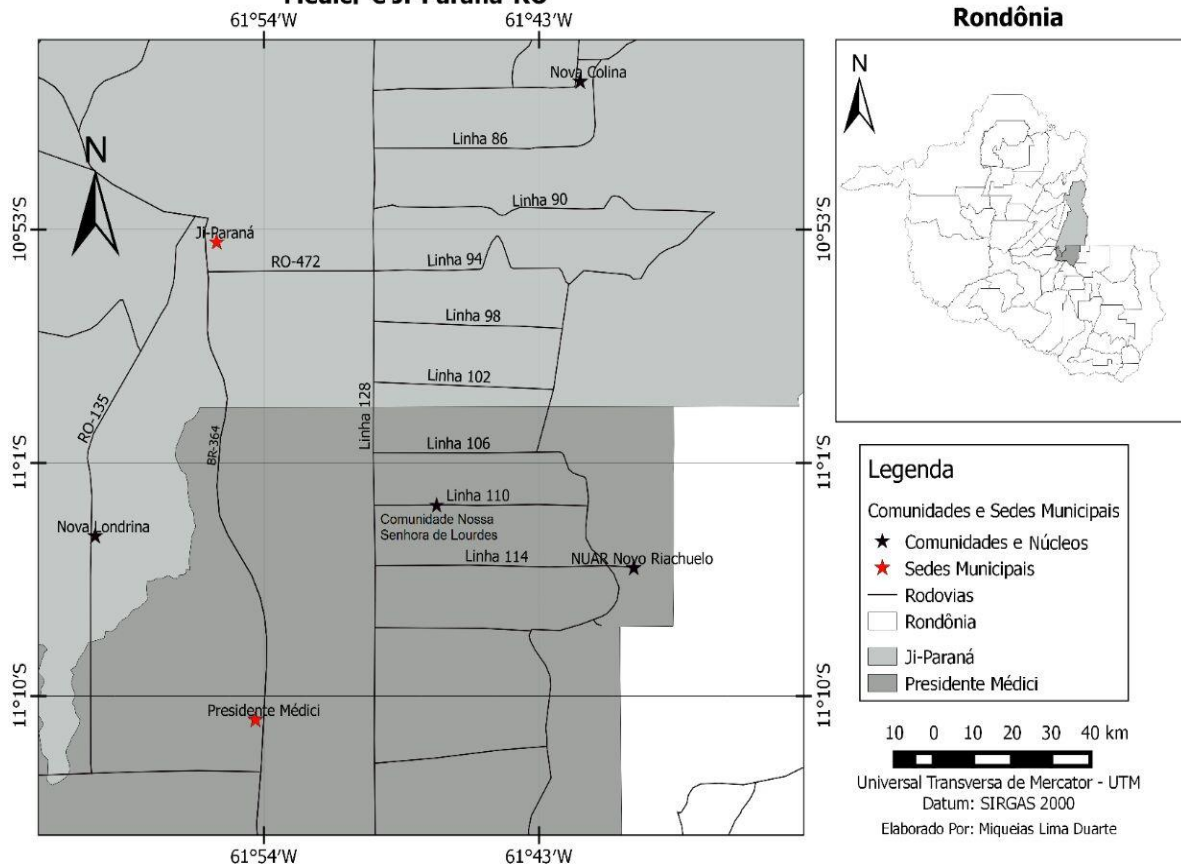 Médici e Ji-Paraná-RO
61°54'W
61°43'W
Rondônia
N
Nova Colina
Linha 86
Linha 90
10°53'S
10°53'S
Ji-Paraná
RO-472
Linha 94
Linha 98
Linha 102
RO-135
BR-364
Linha 128
Linha 106
11°1'S
11°1'S
Linha 110
Comunidade Nossa
Senhora de Lourdes
Nova Londrina
Linha 114
NUAR Novo Riachuelo
11°10'S
11°10'S
Presidente Médici
61°54'W
61°43'W
N
Legenda
Comunidades e Sedes Municipais
Comunidades e Núcleos
Sedes Municipais
Rodovias
Rondônia
Ji-Paraná
Presidente Médici
10 0 10 20 30 40 km
Universal Transversa de Mercator - UTM
Datum: SIRGAS 2000
Elaborado Por: Miqueias Lima Duarte